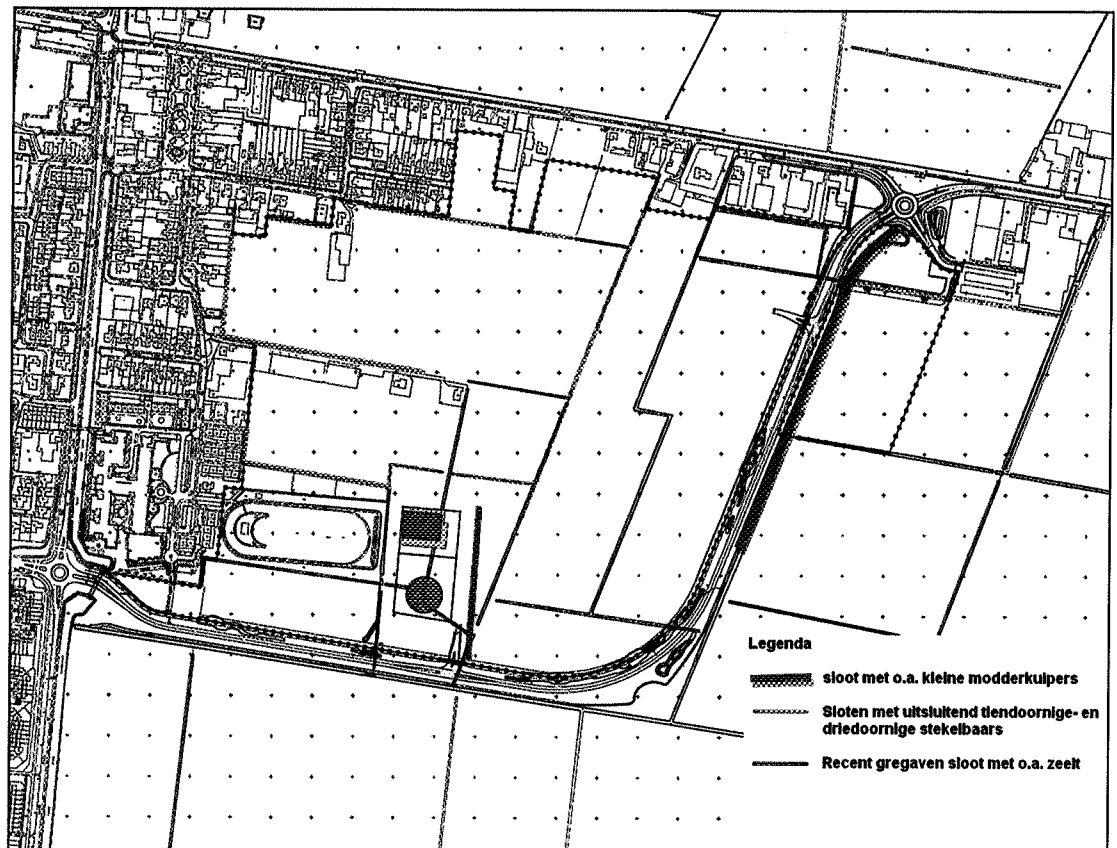 Legenda
sloot met o.a. kleine modderkuipers
Sloten met uitsluitend tiendoornige- en
driedoornige stekelbaars
Recent gregaven sloot met o.a. zeelt